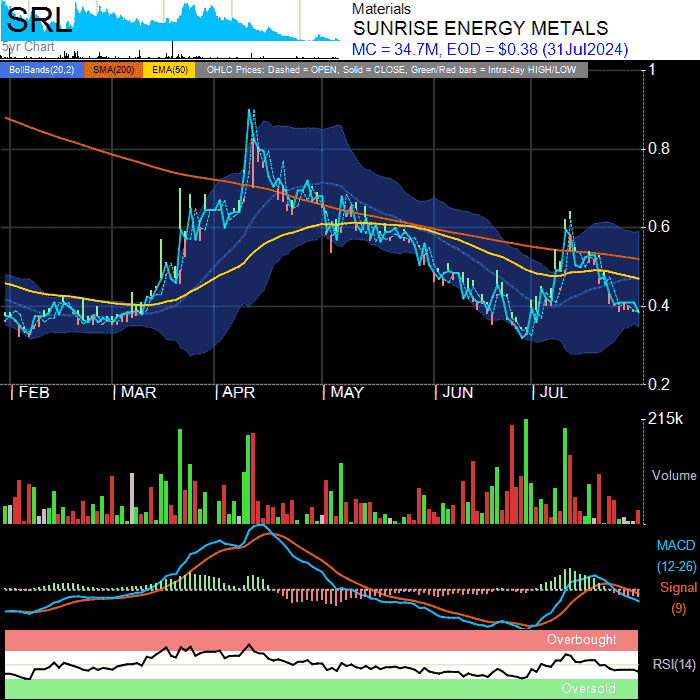 SRL
5yr Chart
Materials
SUNRISE ENERGY METALS
MC = 34.7M, EOD = $0.38 (31Jul2024)
BollBands(20,2) SMA(200) EMA(50) OHLC Prices: Dashed = OPEN, Solid = CLOSE, Green/Red bars = Intra-day HIGH/LOW
1
0.8
0.6
0.4
0.2
FEB MAR APR MAY JUN JUL
215k
Volume
MACD
(12-26)
Signal
(9)
Overbought
RSI(14)
Oversold